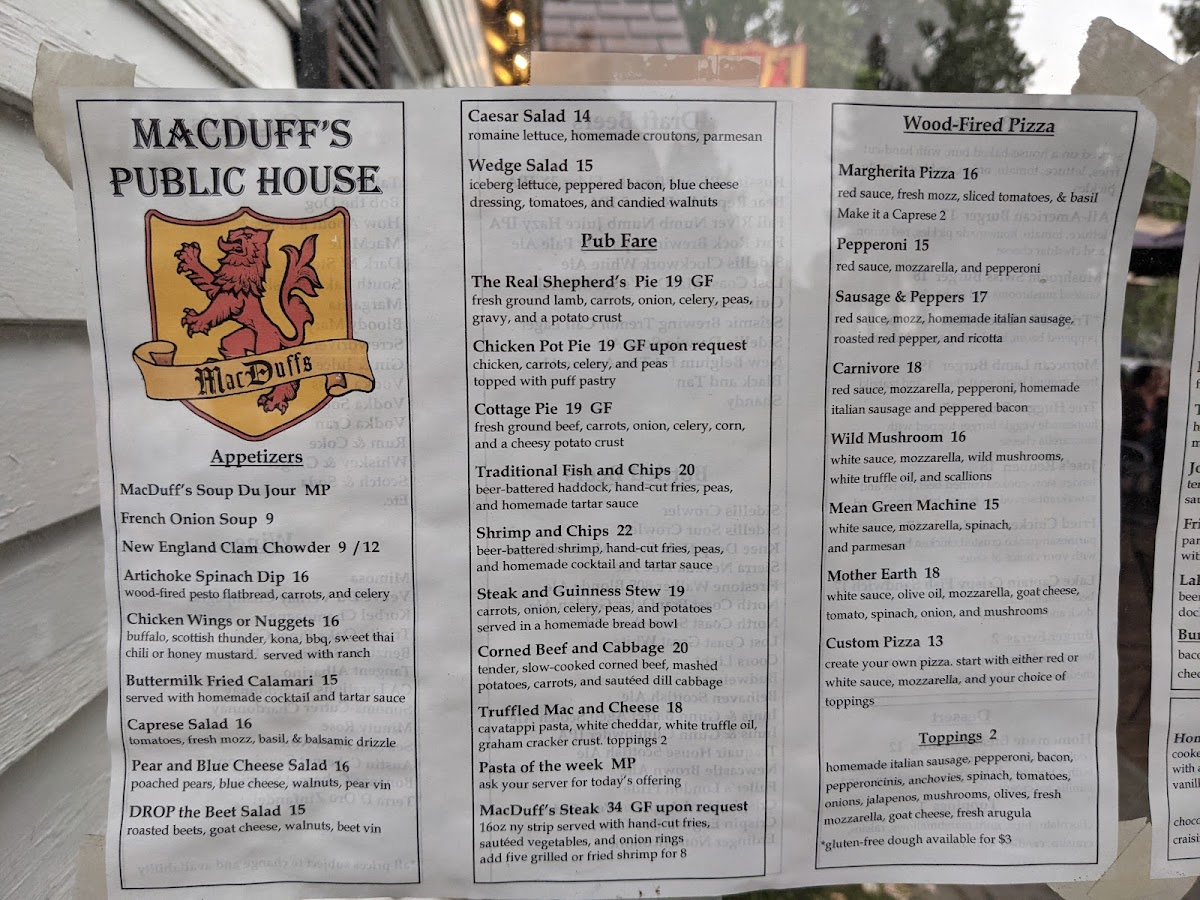 MACDUFF'S
PUBLIC HOUSE
MacDuffs
Appetizers
MacDuff's Soup Du Jour MP
French Onion Soup 9
New England Clam Chowder 9 / 12
Artichoke Spinach Dip 16
wood-fired pesto flatbread, carrots, and celery
Chicken Wings or Nuggets 16
buffalo, scottish thunder, kona, bbq, sweet thai
chili or honey mustard. served with ranch
Buttermilk Fried Calamari 15
served with homemade cocktail and tartar sauce
Caprese Salad 16
tomatoes, fresh mozz, basil, & balsamic drizzle
Pear and Blue Cheese Salad 16
poached pears, blue cheese, walnuts, pear vin
DROP the Beet Salad 15
roasted beets, goat cheese, walnuts, beet vin
Caesar Salad 14
romaine lettuce, homemade croutons, parmesan
Wedge Salad 15
iceberg lettuce, peppered bacon, blue cheese
dressing, tomatoes, and candied walnuts
Pub Fare
The Real Shepherd's Pie 19 GF
fresh ground lamb, carrots, onion, celery, peas,
gravy, and a potato crust
Chicken Pot Pie 19 GF upon request
chicken, carrots, celery, and peas
topped with puff pastry
Cottage Pie 19 GF
fresh ground beef, carrots, onion, celery, corn,
and a cheesy potato crust
Traditional Fish and Chips 20
beer-battered haddock, hand-cut fries, peas,
and homemade tartar sauce
Shrimp and Chips 22
beer-battered shrimp, hand-cut fries, peas,
and homemade cocktail and tartar sauce
Steak and Guinness Stew 19
carrots, onion, celery, peas, and potatoes
served in a homemade bread bowl
Corned Beef and Cabbage 20
tender, slow-cooked corned beef, mashed
potatoes, carrots, and sautéed dill cabbage
Truffled Mac and Cheese 18
cavatappi pasta, white cheddar, white truffle oil,
graham cracker crust. toppings 2
Pasta of the week MP
ask your server for today's offering
MacDuff's Steak 34 GF upon request
16oz ny strip served with hand-cut fries,
sautéed vegetables, and onion rings
add five grilled or fried shrimp for 8
Wood-Fired Pizza
Margherita Pizza 16
red sauce, fresh mozz, sliced tomatoes, & basil
Make it a Caprese 2
Pepperoni 15
red sauce, mozzarella, and pepperoni
Sausage & Peppers 17
red sauce, mozz, homemade italian sausage,
roasted red pepper, and ricotta
Carnivore 18
red sauce, mozzarella, pepperoni, homemade
italian sausage and peppered bacon
Wild Mushroom 16
white sauce, mozzarella, wild mushrooms,
white truffle oil, and scallions
Mean Green Machine 15
white sauce, mozzarella, spinach,
and parmesan
Mother Earth 18
white sauce, olive oil, mozzarella, goat cheese,
tomato, spinach, onion, and mushrooms
Custom Pizza 13
create your own pizza. start with either red or
white sauce, mozzarella, and your choice of
toppings
Toppings 2
homemade italian sausage, pepperoni, bacon,
pepperoncinis, anchovies, spinach, tomatoes,
onions, jalapenos, mushrooms, olives, fresh
mozzarella, goat cheese, fresh arugula
*gluten-free dough available for $3